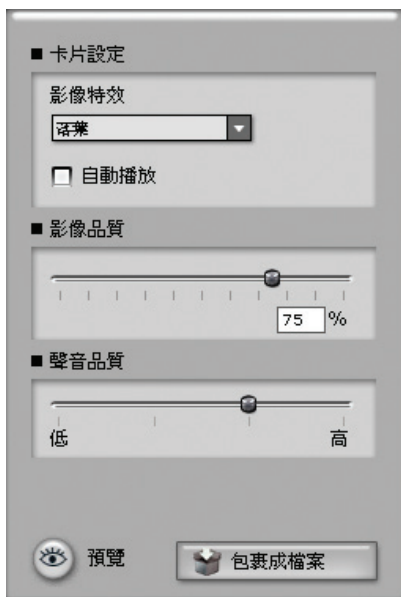 ■ 卡片設定
影像特效
落葉
自動播放
■ 影像品質
75 %
■ 聲音品質
低 高
預覽 包裹成檔案